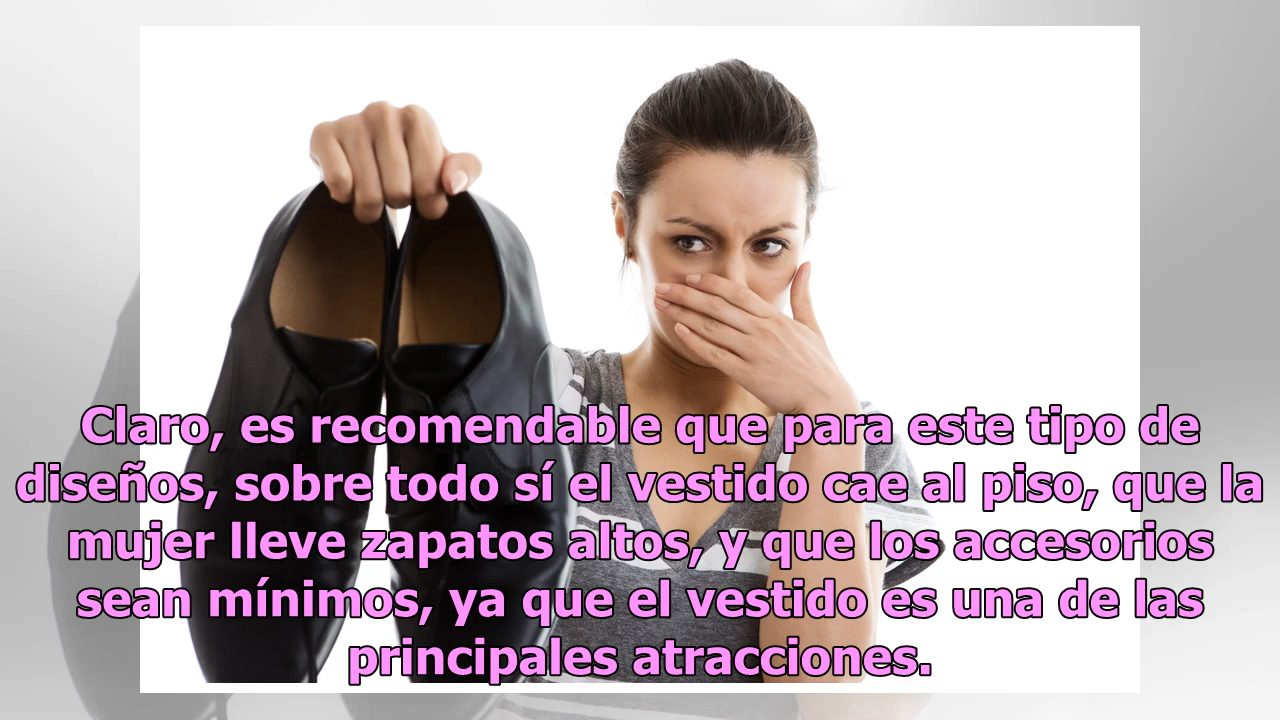 Claro, es recomendable que para este tipo de
diseños, sobre todo sí el vestido cae al piso, que la
mujer lleve zapatos altos, y que los accesorios
sean mínimos, ya que el vestido es una de las
principales atracciones.